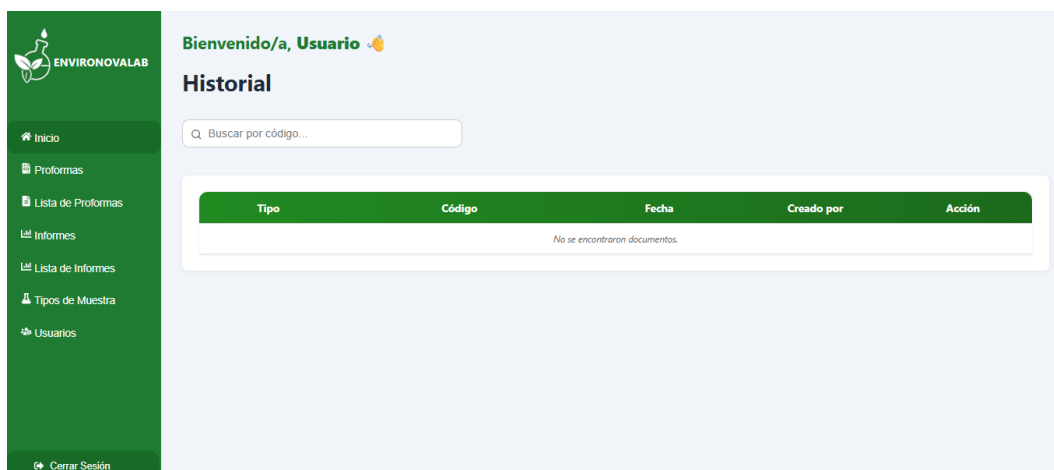 ENVIRONOVALAB
Inicio
Proformas
Lista de Proformas
Informes
Lista de Informes
Tipos de Muestra
Usuarios
Cerrar Sesión
Bienvenido/a, Usuario 👋
Historial
Buscar por código...
Tipo Código Fecha Creado por Acción
No se encontraron documentos.